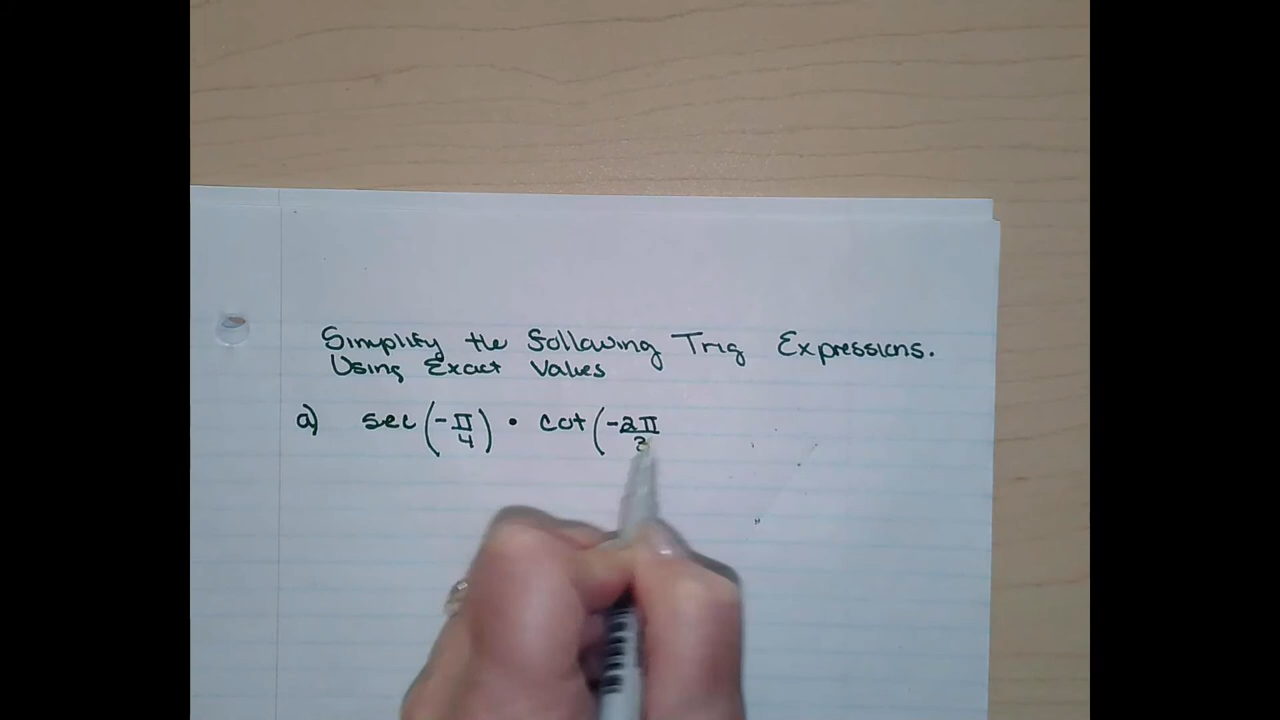 Simplify the following Trig Expressions.
Using Exact Values
a) sec(-π/4) · cot(-2π/3